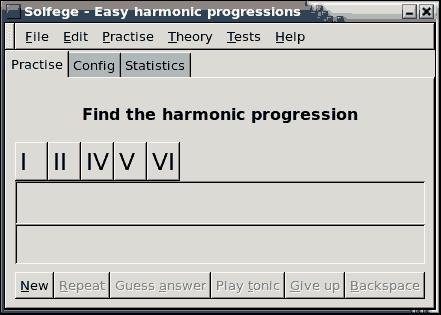 Solfege - Easy harmonic progressions
File Edit Practise Theory Tests Help
Practise Config Statistics
Find the harmonic progression
I II IV V VI
New Repeat Guess answer Play tonic Give up Backspace